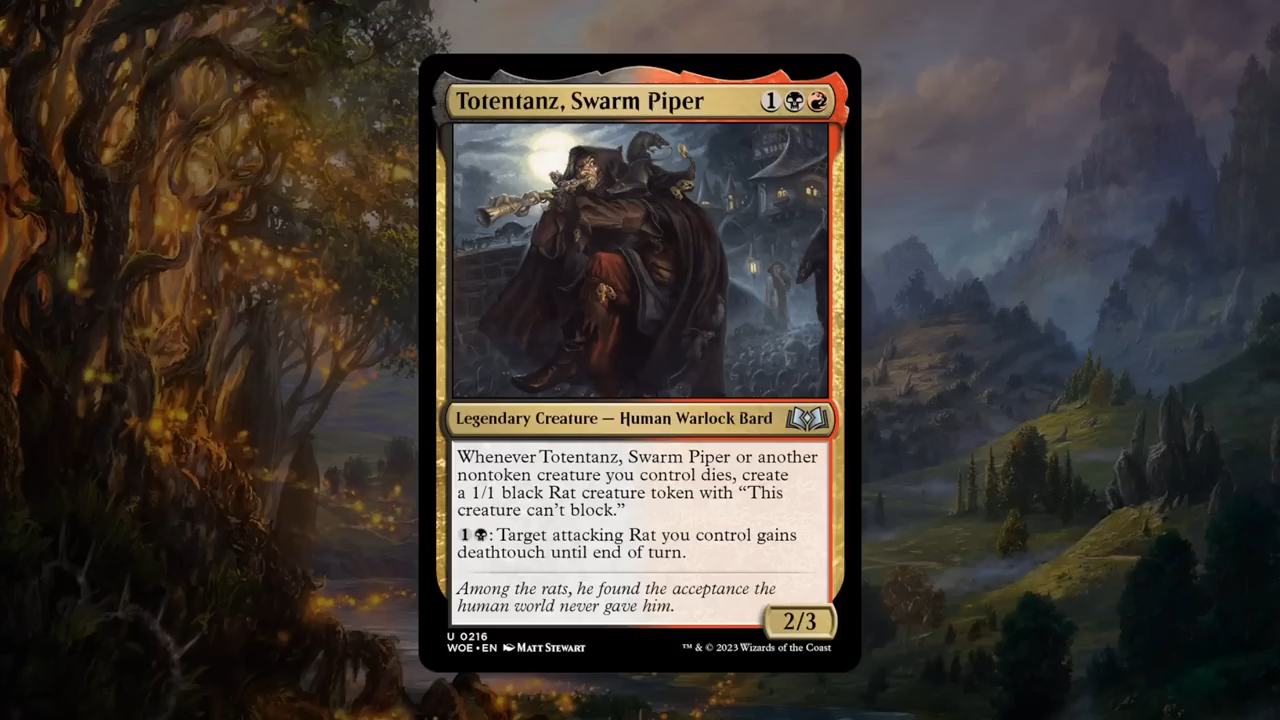 Totentanz, Swarm Piper 1
Legendary Creature — Human Warlock Bard
Whenever Totentanz, Swarm Piper or another
nontoken creature you control dies, create
a 1/1 black Rat creature token with “This
creature can’t block.”
1 : Target attacking Rat you control gains
deathtouch until end of turn.
Among the rats, he found the acceptance the
human world never gave him.
2/3
U 0216
WOE • EN Matt Stewart
™ & © 2023 Wizards of the Coast